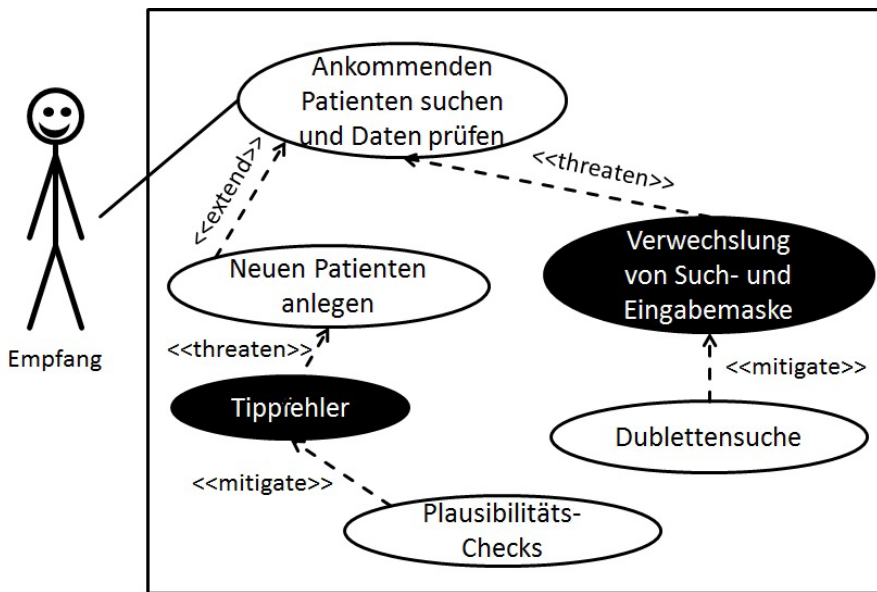 Ankommenden
Patienten suchen
und Daten prüfen
<<extend>>
<<threaten>>
Verwechslung
von Such- und
Eingabemaske
Neuen Patienten
anlegen
Empfang
<<threaten>>
<<mitigate>>
Tippfehler
Dublettensuche
<<mitigate>>
Plausibilitäts-
Checks